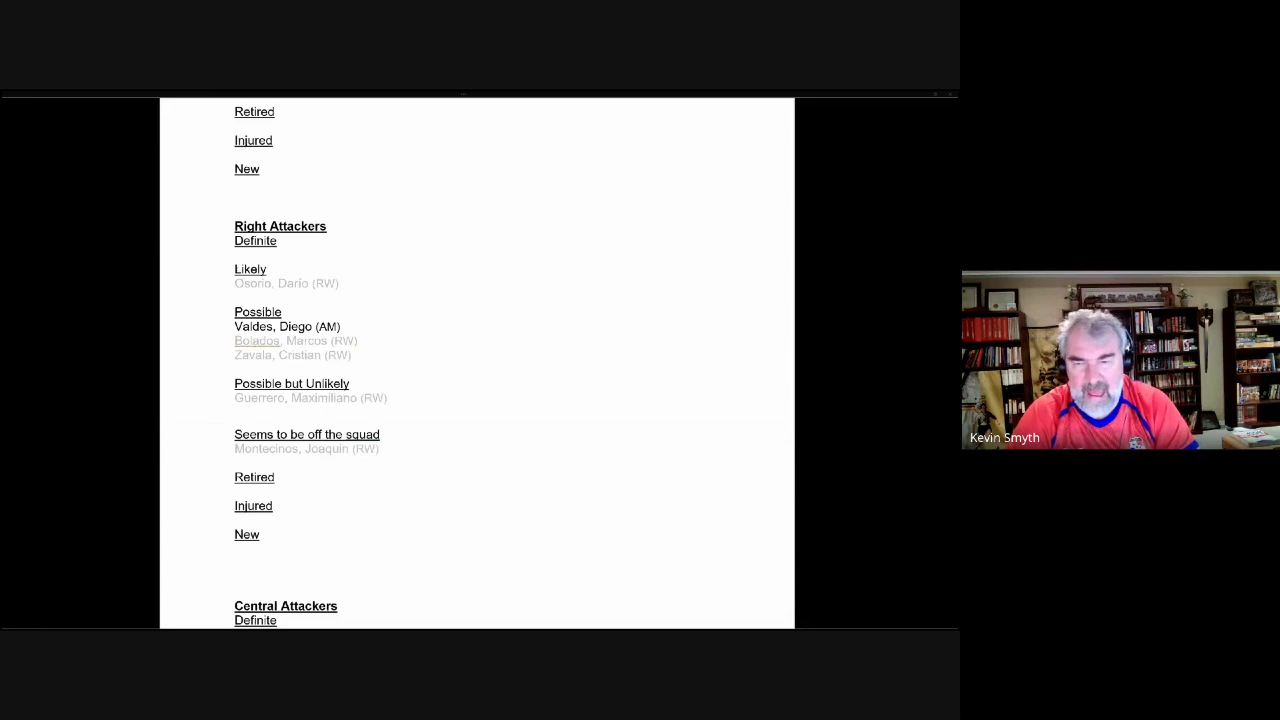 Retired
Injured
New
Right Attackers
Definite
Likely
Osorio, Darío (RW)
Possible
Valdes, Diego (AM)
Bolados, Marcos (RW)
Zavala, Cristian (RW)
Possible but Unlikely
Guerrero, Maximiliano (RW)
Seems to be off the squad
Montecinos, Joaquin (RW)
Retired
Injured
New
Central Attackers
Definite
Kevin Smyth